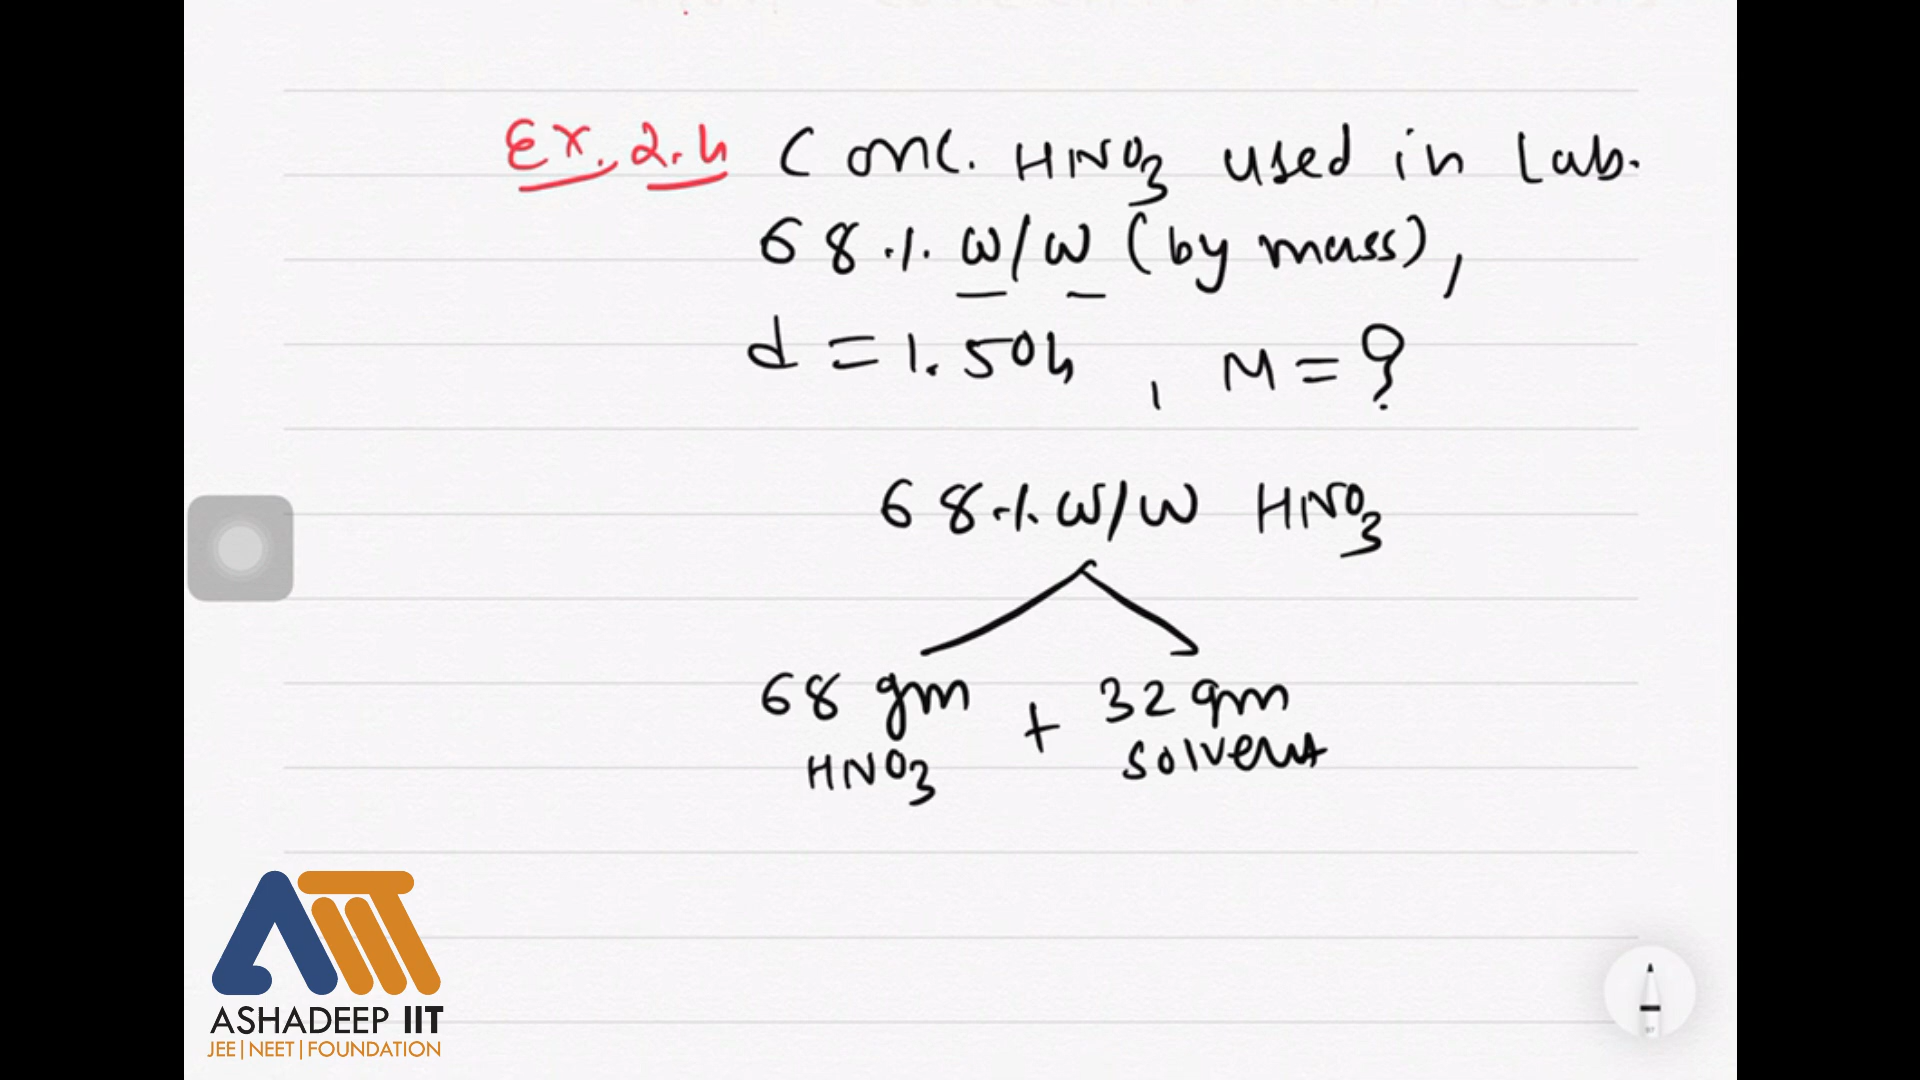 Ex. 2.4 Conc. HNO3 used in Lab.
68 % w/w (by mass),
d = 1.504 , M = ?
68 % w/w HNO3
68 gm + 32 gm
HNO3 solvent
ASHADEEP IIT
JEE|NEET|FOUNDATION